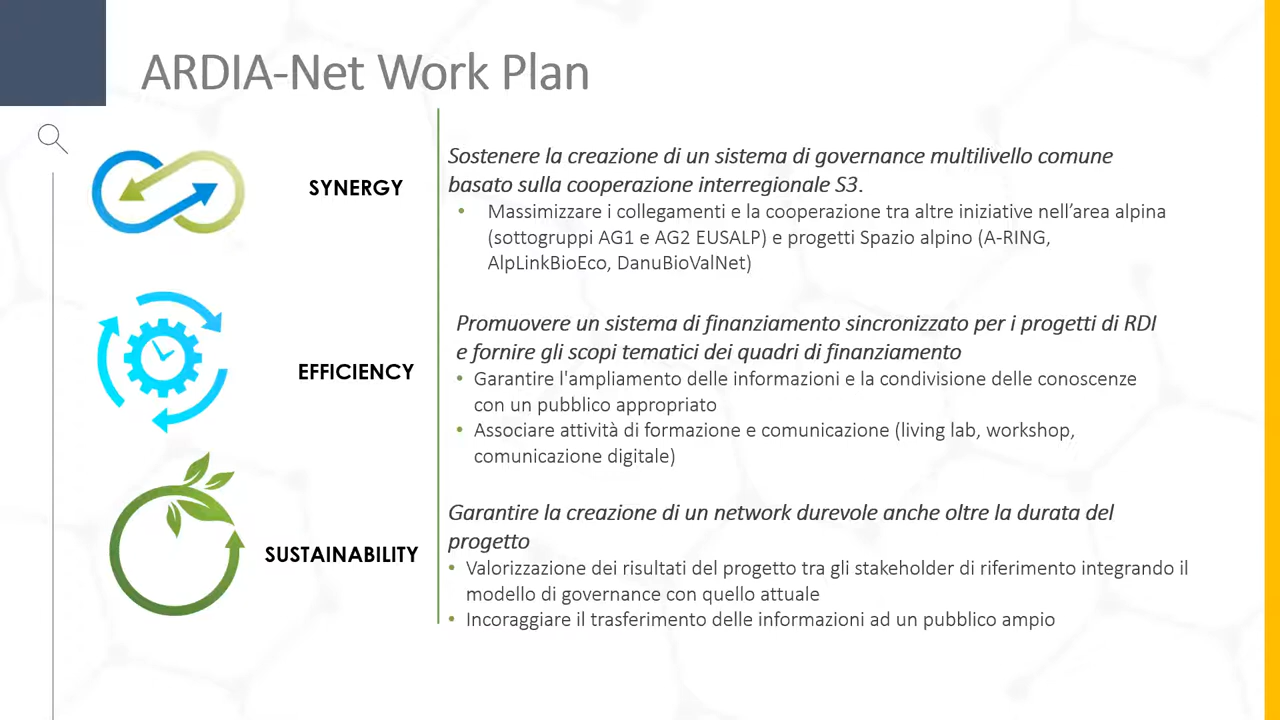 ARDIA-Net Work Plan
SYNERGY
Sostenere la creazione di un sistema di governance multilivello comune
basato sulla cooperazione interregionale S3.
• Massimizzare i collegamenti e la cooperazione tra altre iniziative nell’area alpina
(sottogruppi AG1 e AG2 EUSALP) e progetti Spazio alpino (A-RING,
AlpLinkBioEco, DanuBioValNet)
EFFICIENCY
Promuovere un sistema di finanziamento sincronizzato per i progetti di RDI
e fornire gli scopi tematici dei quadri di finanziamento
• Garantire l'ampliamento delle informazioni e la condivisione delle conoscenze
con un pubblico appropriato
• Associare attività di formazione e comunicazione (living lab, workshop,
comunicazione digitale)
SUSTAINABILITY
Garantire la creazione di un network durevole anche oltre la durata del
progetto
• Valorizzazione dei risultati del progetto tra gli stakeholder di riferimento integrando il
modello di governance con quello attuale
• Incoraggiare il trasferimento delle informazioni ad un pubblico ampio